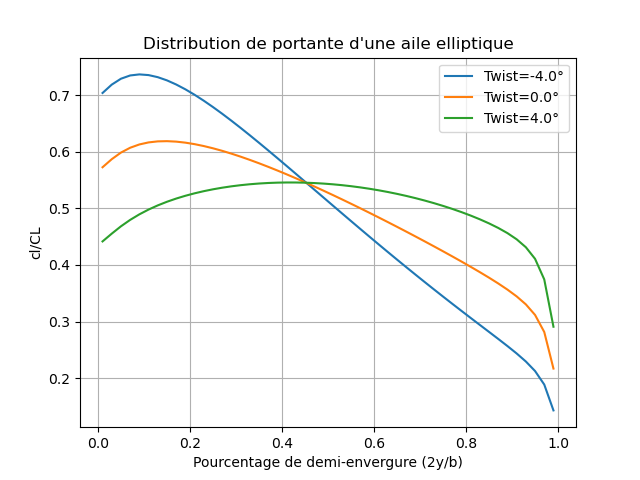 Distribution de portante d'une aile elliptique
Twist=-4.0°
Twist=0.0°
Twist=4.0°
cl/CL
0.7
0.6
0.5
0.4
0.3
0.2
0.0 0.2 0.4 0.6 0.8 1.0
Pourcentage de demi-envergure (2y/b)